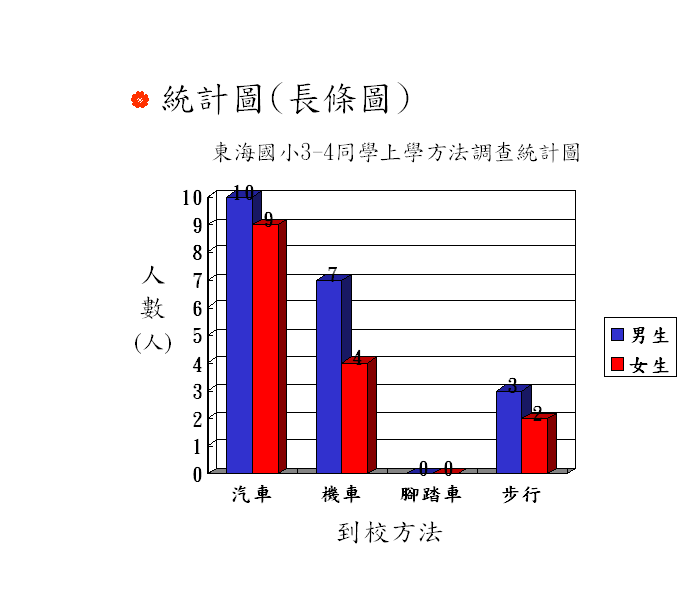 統計圖(長條圖)
東海國小3-4同學上學方法調查統計圖
人數(人)
10
9
8
7
6
5
4
3
2
1
0
10
9
7
4
0
0
3
2
男生
女生
汽車 機車 腳踏車 步行
到校方法